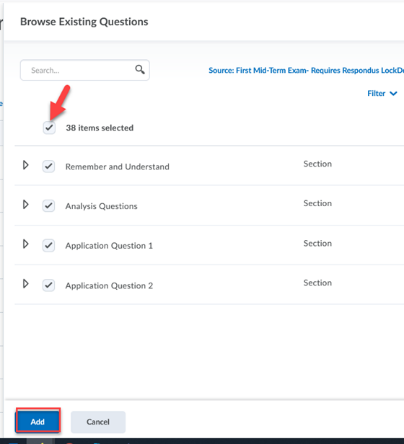 Browse Existing Questions
Search...
Source: First Mid-Term Exam- Requires Respondus
Filter
38 items selected
Remember and Understand Section
Analysis Questions Section
Application Question 1 Section
Application Question 2 Section
Add Cancel